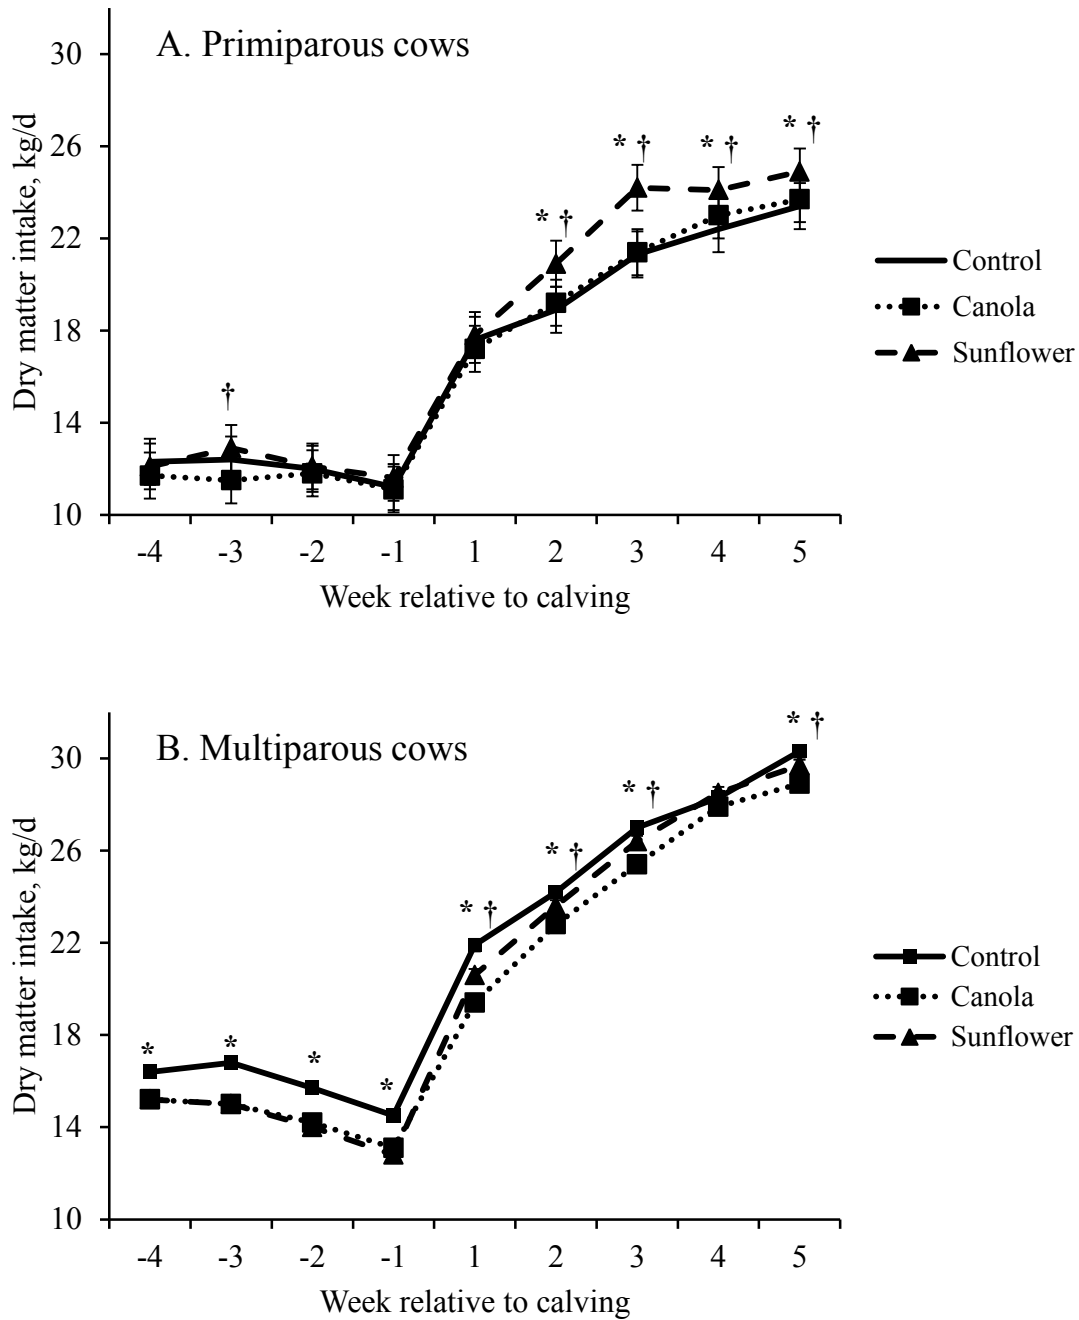 A. Primiparous cows
Dry matter intake, kg/d
30
26
22
18
14
10
* †
* †
* †
* †
†
Control
Canola
Sunflower
-4 -3 -2 -1 1 2 3 4 5
Week relative to calving
B. Multiparous cows
Dry matter intake, kg/d
30
26
22
18
14
10
* †
* †
* †
* †
* * * *
Control
Canola
Sunflower
-4 -3 -2 -1 1 2 3 4 5
Week relative to calving